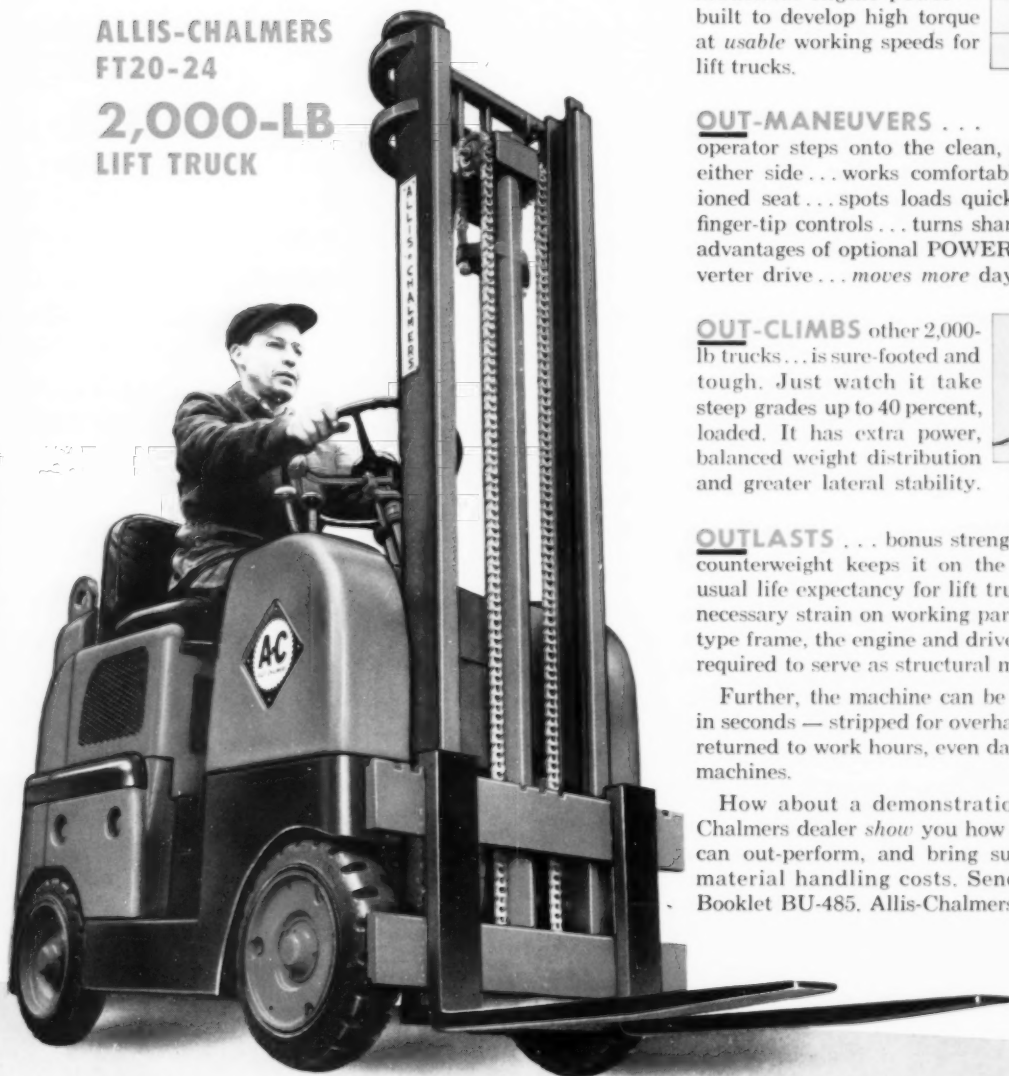 ALLIS-CHALMERS
FT20-24
2,000-LB
LIFT TRUCK
ALLIS-CHALMERS
A-C
built to develop high torque
at usable working speeds for
lift trucks.
OUT-MANEUVERS . . .
operator steps onto the clean,
either side . . . works comfortab
ioned seat . . . spots loads quick
finger-tip controls . . . turns shar
advantages of optional POWER
verter drive . . . moves more day
OUT-CLIMBS other 2,000-
lb trucks . . . is sure-footed and
tough. Just watch it take
steep grades up to 40 percent,
loaded. It has extra power,
balanced weight distribution
and greater lateral stability.
OUTLASTS . . . bonus streng
counterweight keeps it on the
usual life expectancy for lift tru
necessary strain on working par
type frame, the engine and drive
required to serve as structural m
Further, the machine can be
in seconds — stripped for overha
returned to work hours, even da
machines.
How about a demonstratio
Chalmers dealer show you how
can out-perform, and bring su
material handling costs. Send
Booklet BU-485. Allis-Chalmers